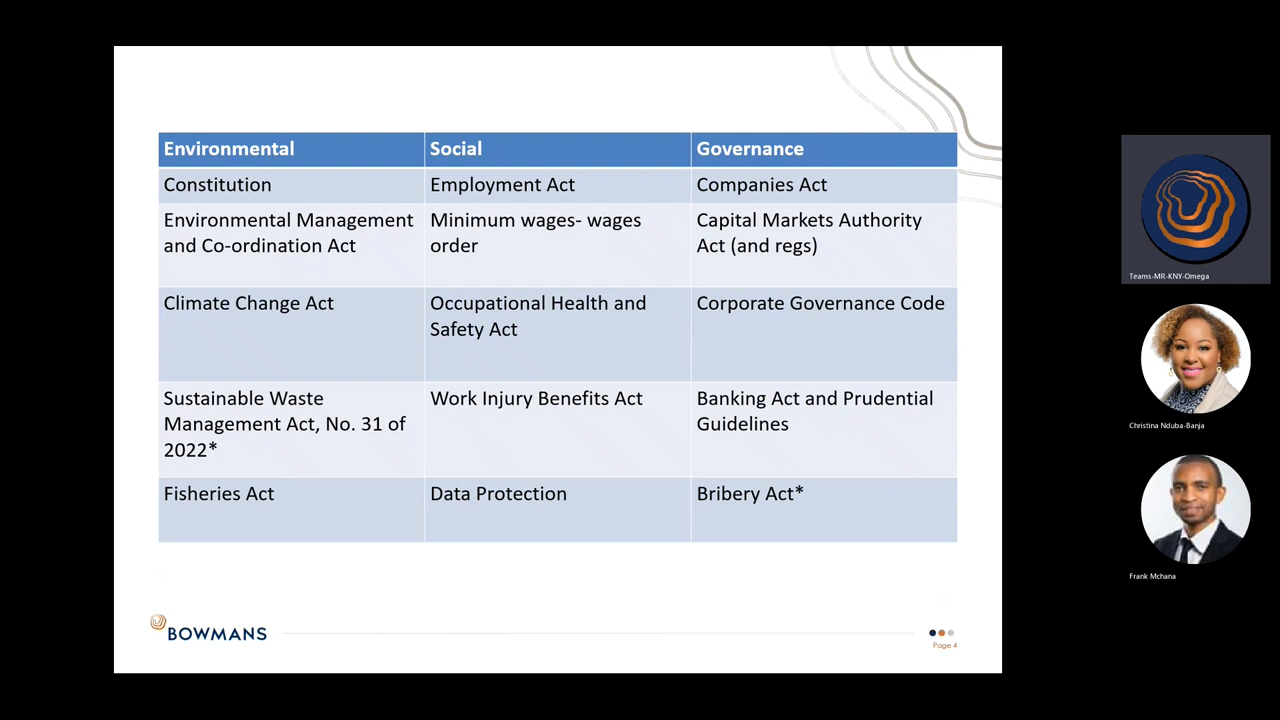 Environmental
Social
Governance
Constitution
Employment Act
Companies Act
Environmental Management
and Co-ordination Act
Minimum wages- wages
order
Capital Markets Authority
Act (and regs)
Climate Change Act
Occupational Health and
Safety Act
Corporate Governance Code
Sustainable Waste
Management Act, No. 31 of
2022*
Work Injury Benefits Act
Banking Act and Prudential
Guidelines
Fisheries Act
Data Protection
Bribery Act*
BOWMANS
Page 4
Teams-MR-KNY-Omega
Christina Nduba-Banja
Frank Mchana